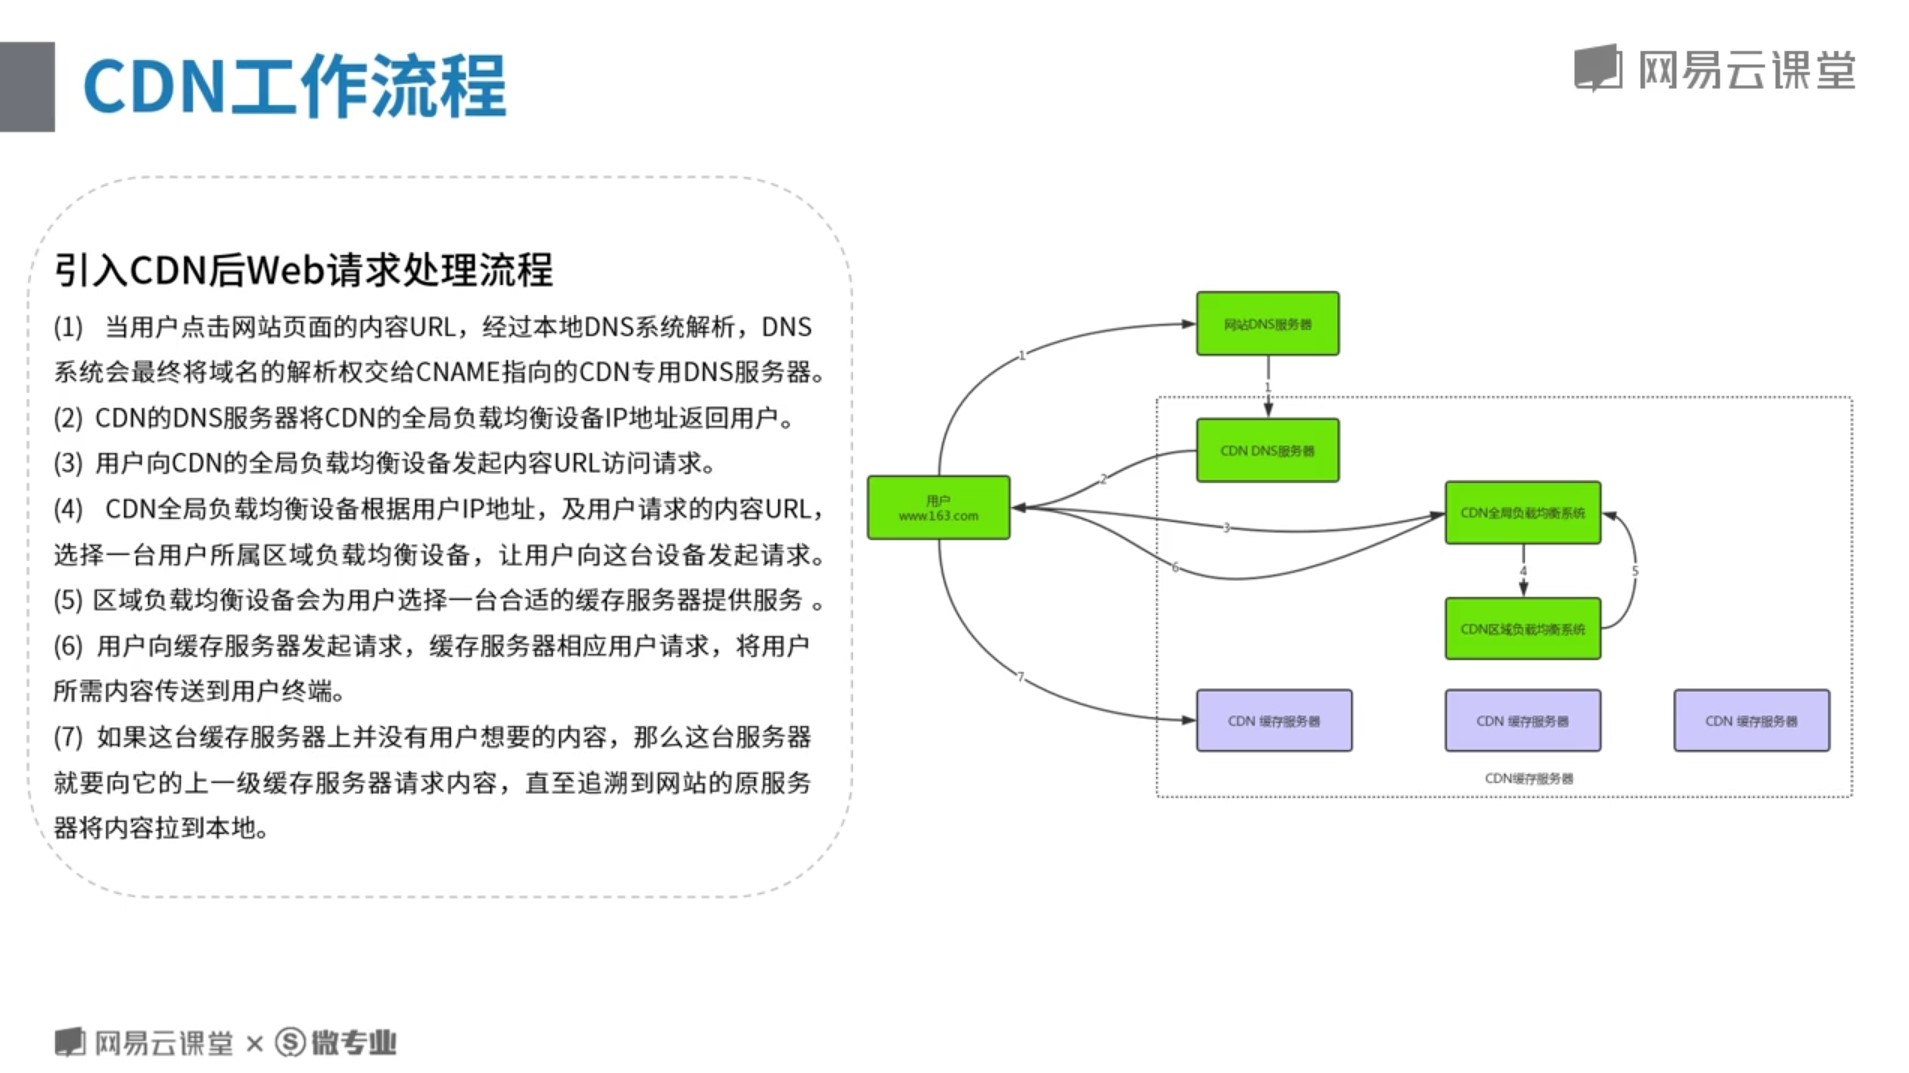 CDN工作流程
网易云课堂
引入CDN后Web请求处理流程
(1) 当用户点击网站页面的内容URL，经过本地DNS系统解析，DNS
系统会最终将域名的解析权交给CNAME指向的CDN专用DNS服务器。
(2) CDN的DNS服务器将CDN的全局负载均衡设备IP地址返回用户。
(3) 用户向CDN的全局负载均衡设备发起内容URL访问请求。
(4) CDN全局负载均衡设备根据用户IP地址，及用户请求的内容URL，
选择一台用户所属区域负载均衡设备，让用户向这台设备发起请求。
(5) 区域负载均衡设备会为用户选择一台合适的缓存服务器提供服务 。
(6) 用户向缓存服务器发起请求，缓存服务器相应用户请求，将用户
所需内容传送到用户终端。
(7) 如果这台缓存服务器上并没有用户想要的内容，那么这台服务器
就要向它的上一级缓存服务器请求内容，直至追溯到网站的原服务
器将内容拉到本地。
网站DNS服务器
1
1
CDN DNS服务器
2
用户
www.163.com
3
CDN全局负载均衡系统
6
4
5
CDN区域负载均衡系统
7
CDN 缓存服务器
CDN 缓存服务器
CDN 缓存服务器
CDN缓存服务器
网易云课堂 × S 微专业